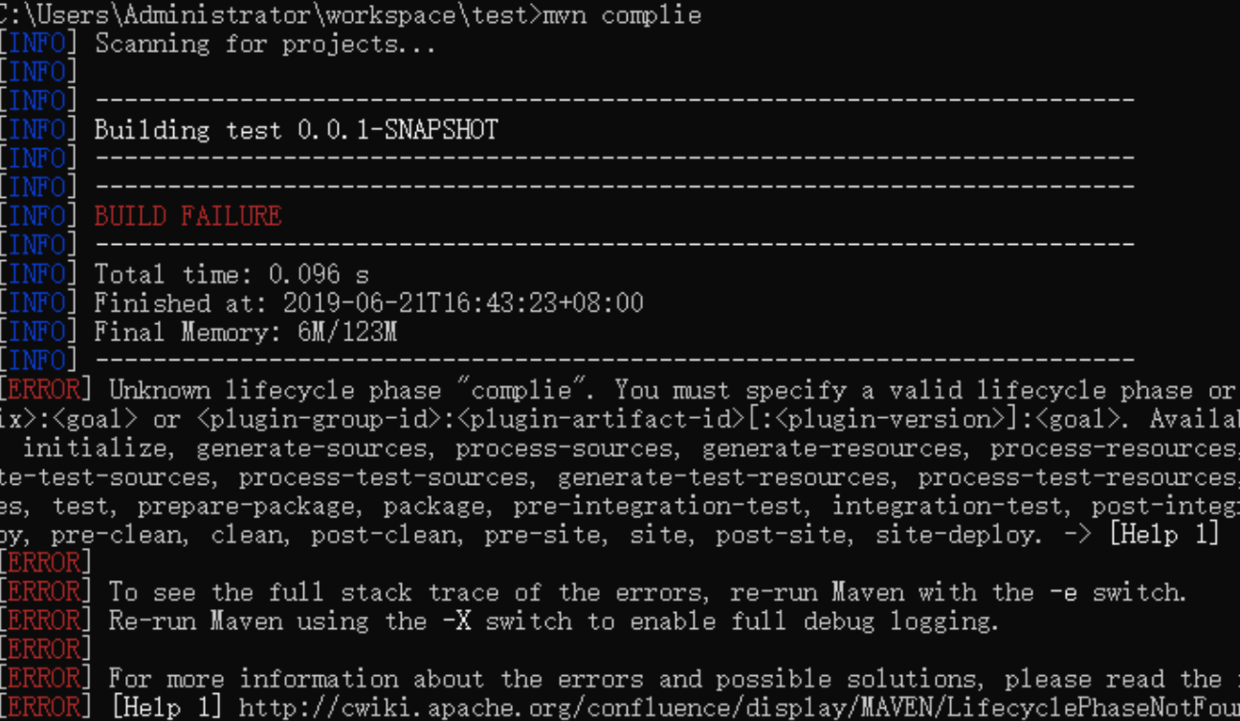 C:\Users\Administrator\workspace\test>mvn complie
[INFO] Scanning for projects...
[INFO]
[INFO] ------------------------------------------------------------------------
[INFO] Building test 0.0.1-SNAPSHOT
[INFO] ------------------------------------------------------------------------
[INFO] ------------------------------------------------------------------------
[INFO] BUILD FAILURE
[INFO] ------------------------------------------------------------------------
[INFO] Total time: 0.096 s
[INFO] Finished at: 2019-06-21T16:43:23+08:00
[INFO] Final Memory: 6M/123M
[INFO] ------------------------------------------------------------------------
[ERROR] Unknown lifecycle phase "complie". You must specify a valid lifecycle phase or
ix>:<goal> or <plugin-group-id>:<plugin-artifact-id>[:<plugin-version>]:<goal>. Availab
initialize, generate-sources, process-sources, generate-resources, process-resources,
te-test-sources, process-test-sources, generate-test-resources, process-test-resources,
es, test, prepare-package, package, pre-integration-test, integration-test, post-integr
oy, pre-clean, clean, post-clean, pre-site, site, post-site, site-deploy. -> [Help 1]
[ERROR]
[ERROR] To see the full stack trace of the errors, re-run Maven with the -e switch.
[ERROR] Re-run Maven using the -X switch to enable full debug logging.
[ERROR]
[ERROR] For more information about the errors and possible solutions, please read the
[ERROR] [Help 1] http://cwiki.apache.org/confluence/display/MAVEN/LifecyclePhaseNotFou